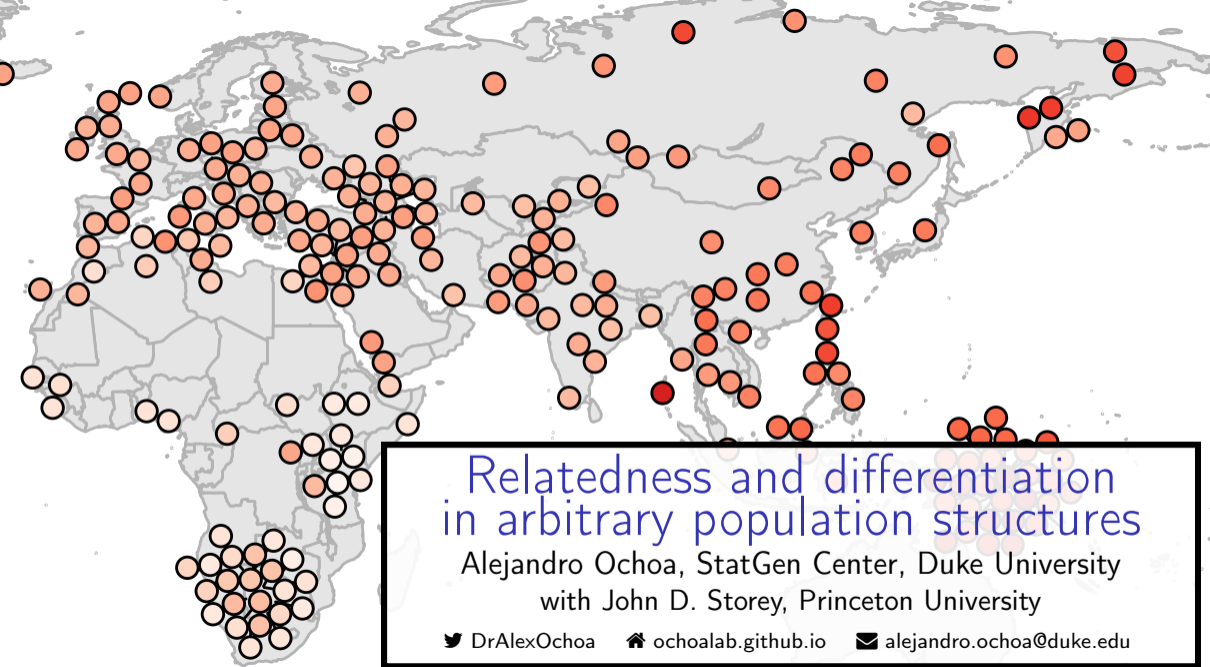 Relatedness and differentiation
in arbitrary population structures
Alejandro Ochoa, StatGen Center, Duke University
with John D. Storey, Princeton University
DrAlexOchoa ochoalab.github.io alejandro.ochoa@duke.edu